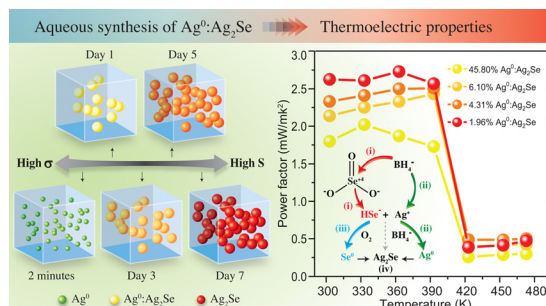 Aqueous synthesis of Ag⁰:Ag₂Se
Thermoelectric properties
Day 1
Day 5
High σ
High S
2 minutes
Day 3
Day 7
Ag⁰
Ag⁰:Ag₂Se
Ag₂Se
Power factor (mW/mk²)
3.0
2.5
2.0
1.5
1.0
0.5
0.0
45.80% Ag⁰:Ag₂Se
6.10% Ag⁰:Ag₂Se
4.31% Ag⁰:Ag₂Se
1.96% Ag⁰:Ag₂Se
O
(i)
Se⁺⁴
BH₄⁻
⁻O
O⁻
(i)
(ii)
HSe⁻ + Ag⁺
(iii)
O₂
BH₄⁻
(ii)
Se⁰
Ag₂Se
Ag⁰
(iv)
300 330 360 390 420 450 480
Temperature (K)